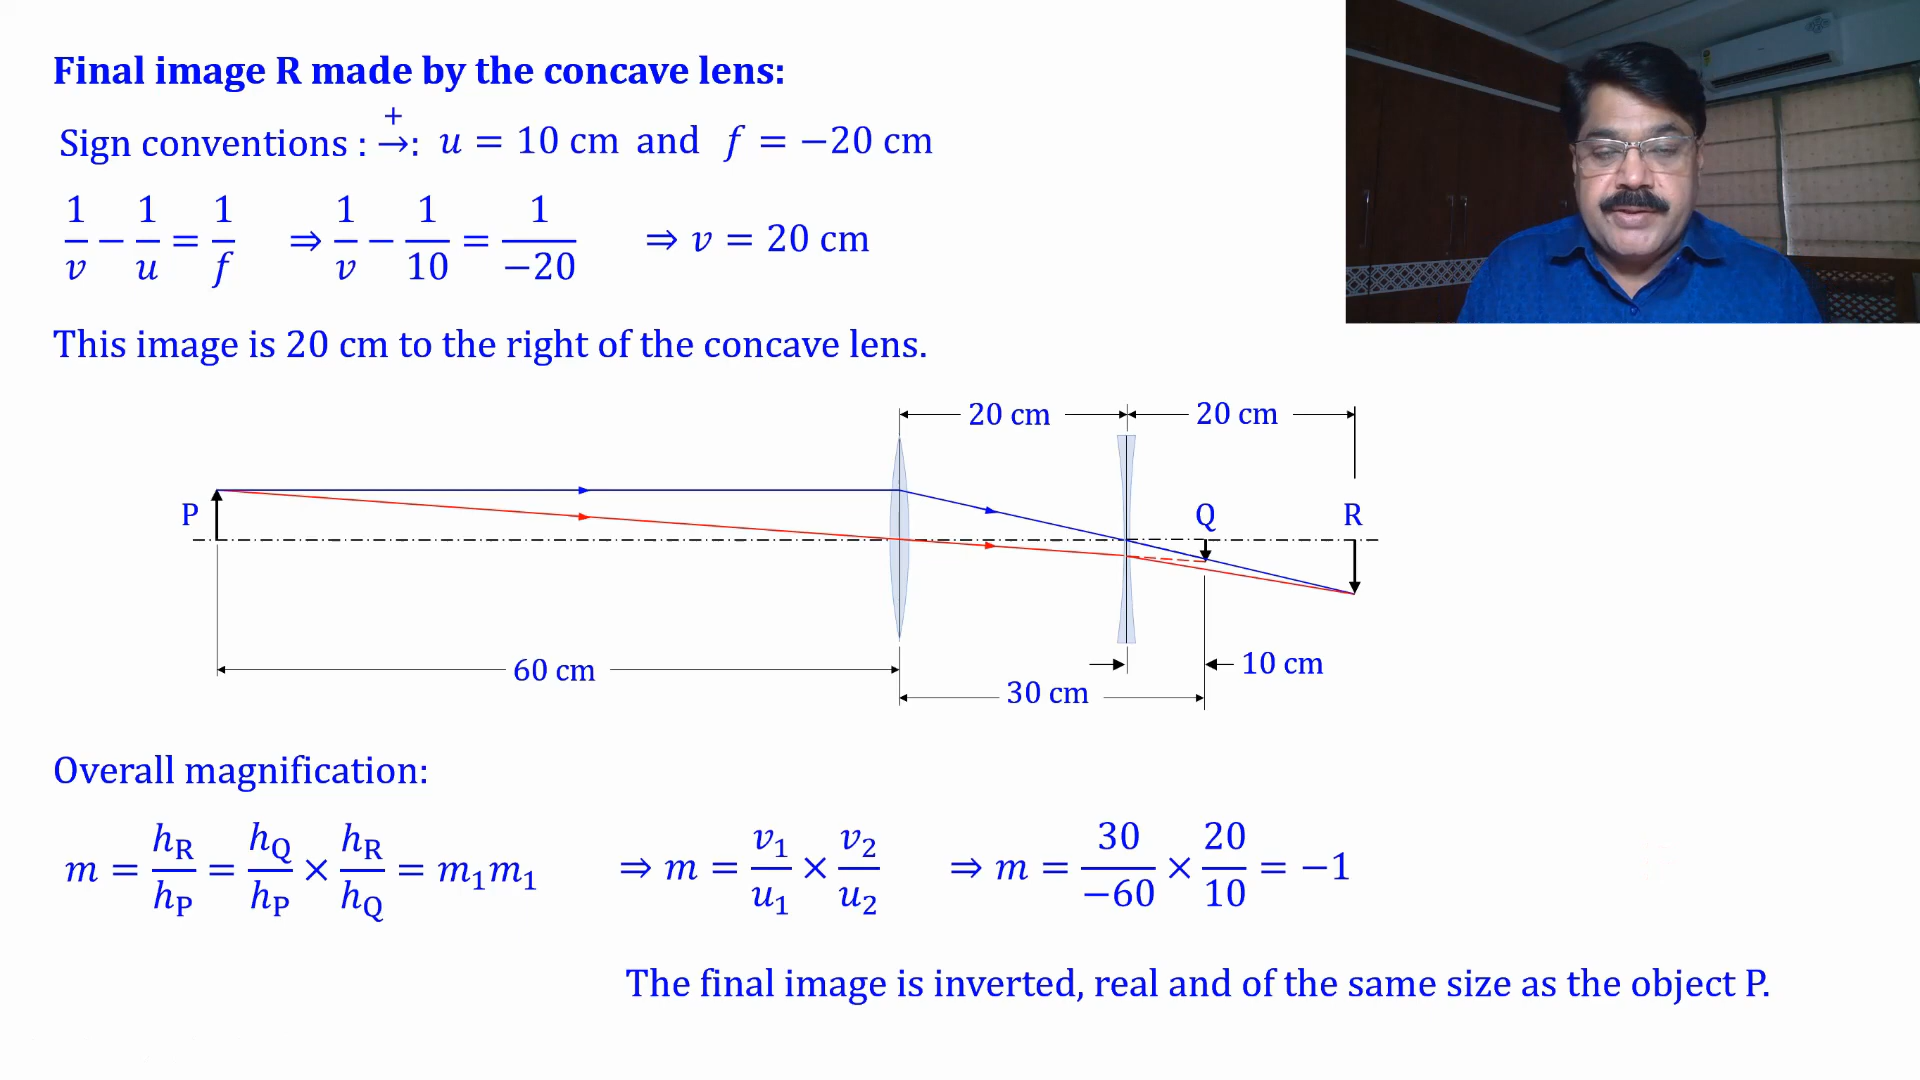 Final image R made by the concave lens:
Sign conventions : →⁺: u = 10 cm and f = −20 cm
1/v − 1/u = 1/f ⇒ 1/v − 1/10 = 1/−20 ⇒ v = 20 cm
This image is 20 cm to the right of the concave lens.
20 cm 20 cm
P Q R
60 cm 10 cm
30 cm
Overall magnification:
m = h_R/h_P = h_Q/h_P × h_R/h_Q = m₁m₁ ⇒ m = v₁/u₁ × v₂/u₂ ⇒ m = 30/−60 × 20/10 = −1
The final image is inverted, real and of the same size as the object P.